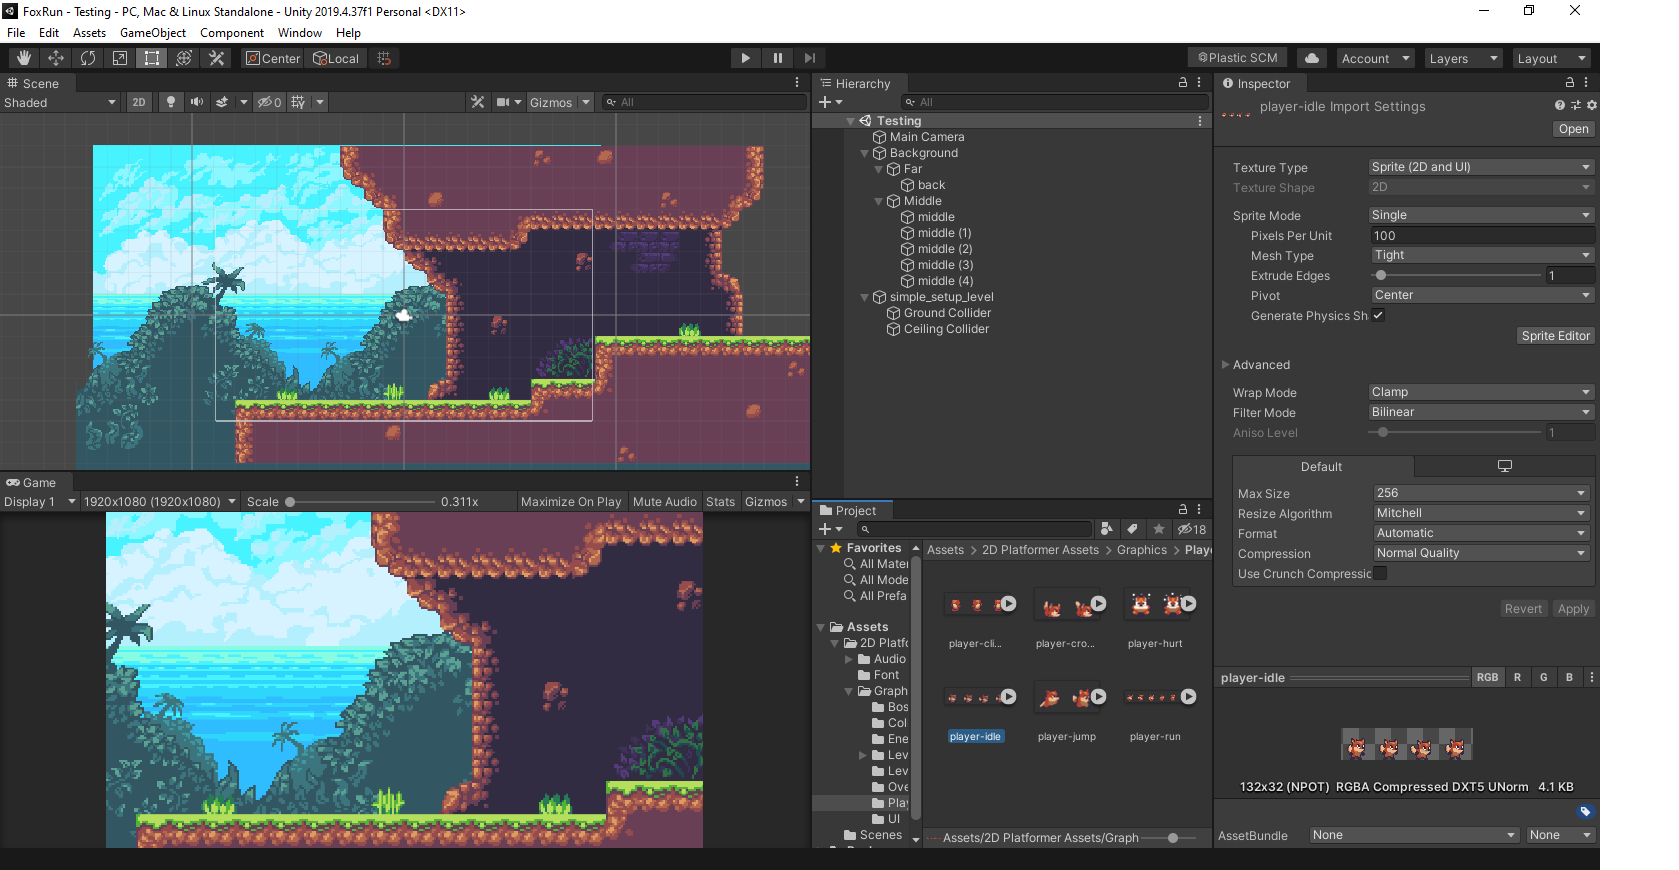 FoxRun - Testing - PC, Mac & Linux Standalone - Unity 2019.4.37f1 Personal <DX11>
File Edit Assets GameObject Component Window Help
Center Local
Plastic SCM Account Layers Layout
Scene
Shaded 2D 0 Gizmos All
Hierarchy
All
Testing
Main Camera
Background
Far
back
Middle
middle
middle (1)
middle (2)
middle (3)
middle (4)
simple_setup_level
Ground Collider
Ceiling Collider
Game
Display 1 1920x1080 (1920x1080) Scale 0.311x Maximize On Play Mute Audio Stats Gizmos
Project
18
Favorites
All Mater
All Mode
All Prefa
Assets
2D Platfo
Audio
Font
Graph
Bos
Col
Ene
Lev
Lev
Ove
Play
UI
Scenes
Assets > 2D Platformer Assets > Graphics > Playe
player-cli...
player-cro...
player-hurt
player-idle
player-jump
player-run
Assets/2D Platformer Assets/Graph
Inspector
player-idle Import Settings
Open
Texture Type Sprite (2D and UI)
Texture Shape 2D
Sprite Mode Single
Pixels Per Unit 100
Mesh Type Tight
Extrude Edges 1
Pivot Center
Generate Physics Sh
Sprite Editor
Advanced
Wrap Mode Clamp
Filter Mode Bilinear
Aniso Level 1
Default
Max Size 256
Resize Algorithm Mitchell
Format Automatic
Compression Normal Quality
Use Crunch Compressic
Revert Apply
player-idle RGB R G B
132x32 (NPOT) RGBA Compressed DXT5 UNorm 4.1 KB
AssetBundle None None